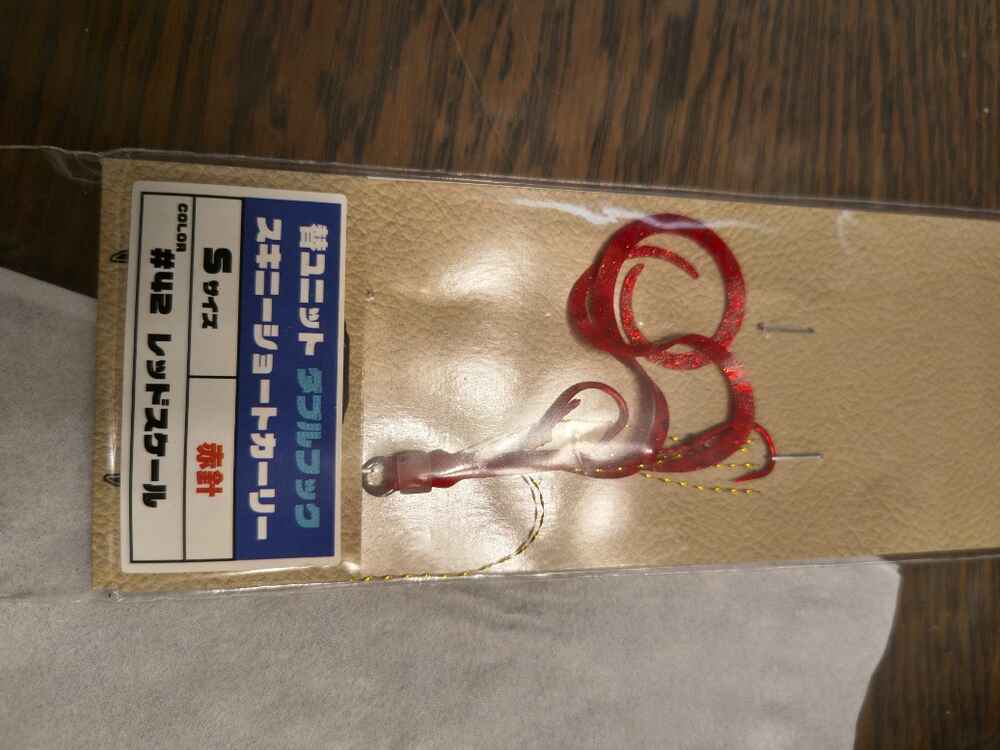 替ユニット ダブルフック
スキニーショートカーリー
Sサイズ
赤針
COLOR
#42 レッドスケール